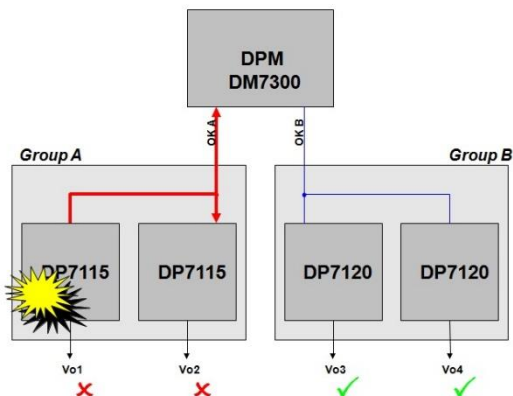 DPM
DM7300
OK A
OK B
Group A
Group B
DP7115
DP7115
DP7120
DP7120
Vo1
Vo2
Vo3
Vo4